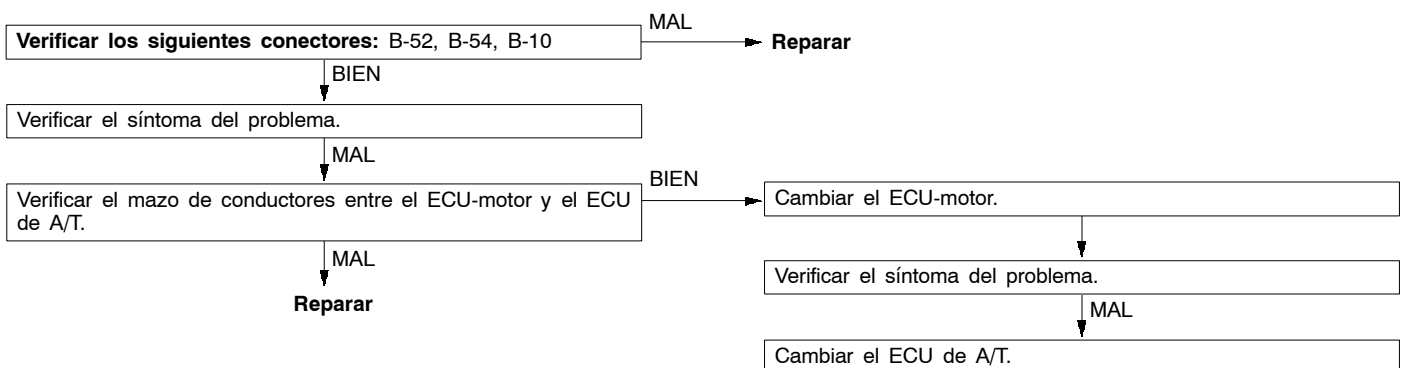 Verificar los siguientes conectores: B-52, B-54, B-10
MAL
Reparar
BIEN
Verificar el síntoma del problema.
MAL
Verificar el mazo de conductores entre el ECU-motor y el ECU
de A/T.
BIEN
Cambiar el ECU-motor.
MAL
Reparar
Verificar el síntoma del problema.
MAL
Cambiar el ECU de A/T.